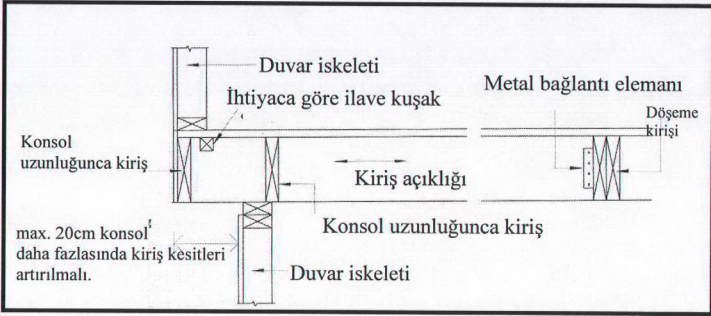 Duvar iskeleti
İhtiyaca göre ilave kuşak
Metal bağlantı elemanı
Döşeme
kirişi
Konsol
uzunluğunca kiriş
Kiriş açıklığı
Konsol uzunluğunca kiriş
max. 20cm konsol
daha fazlasında kiriş kesitleri
artırılmalı.
Duvar iskeleti